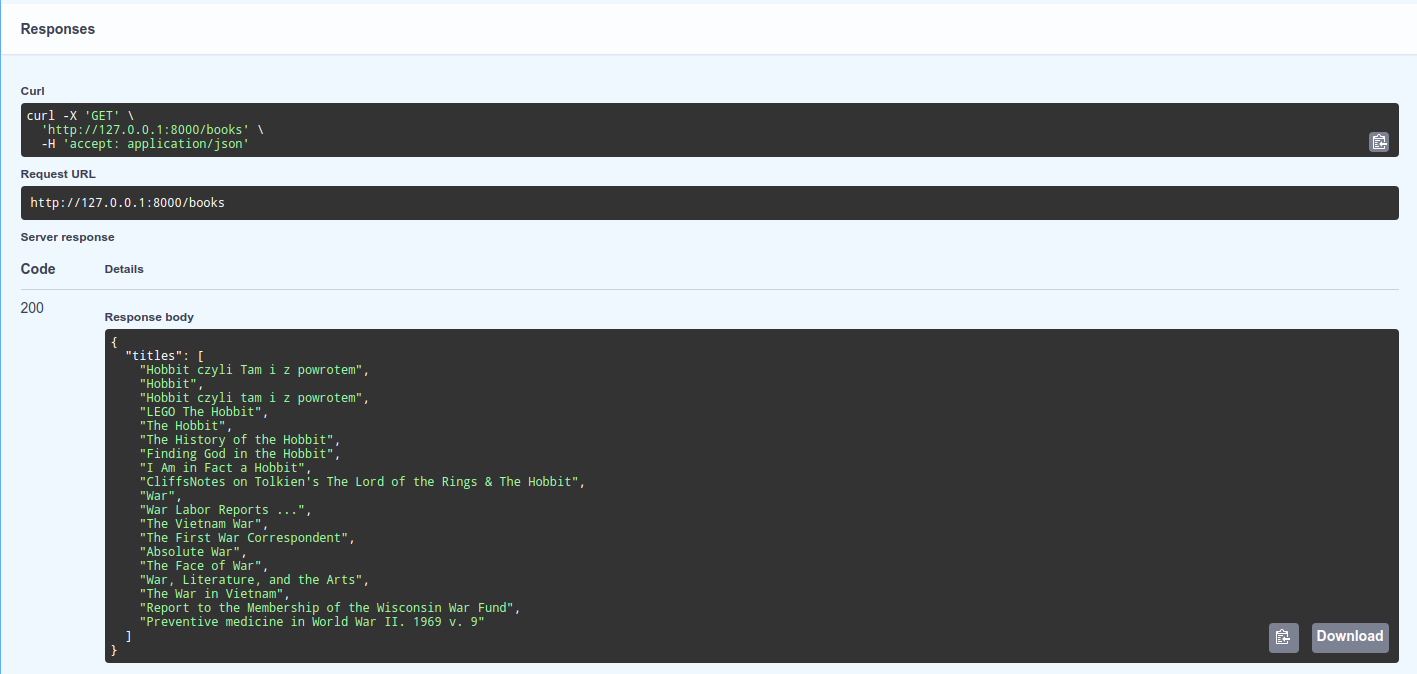 Responses
Curl
curl -X 'GET' \
  'http://127.0.0.1:8000/books' \
  -H 'accept: application/json'
Request URL
http://127.0.0.1:8000/books
Server response
Code Details
200
Response body
{
  "titles": [
    "Hobbit czyli Tam i z powrotem",
    "Hobbit",
    "Hobbit czyli tam i z powrotem",
    "LEGO The Hobbit",
    "The Hobbit",
    "The History of the Hobbit",
    "Finding God in the Hobbit",
    "I Am in Fact a Hobbit",
    "CliffsNotes on Tolkien's The Lord of the Rings & The Hobbit",
    "War",
    "War Labor Reports ...",
    "The Vietnam War",
    "The First War Correspondent",
    "Absolute War",
    "The Face of War",
    "War, Literature, and the Arts",
    "The War in Vietnam",
    "Report to the Membership of the Wisconsin War Fund",
    "Preventive medicine in World War II. 1969 v. 9"
  ]
}
Download